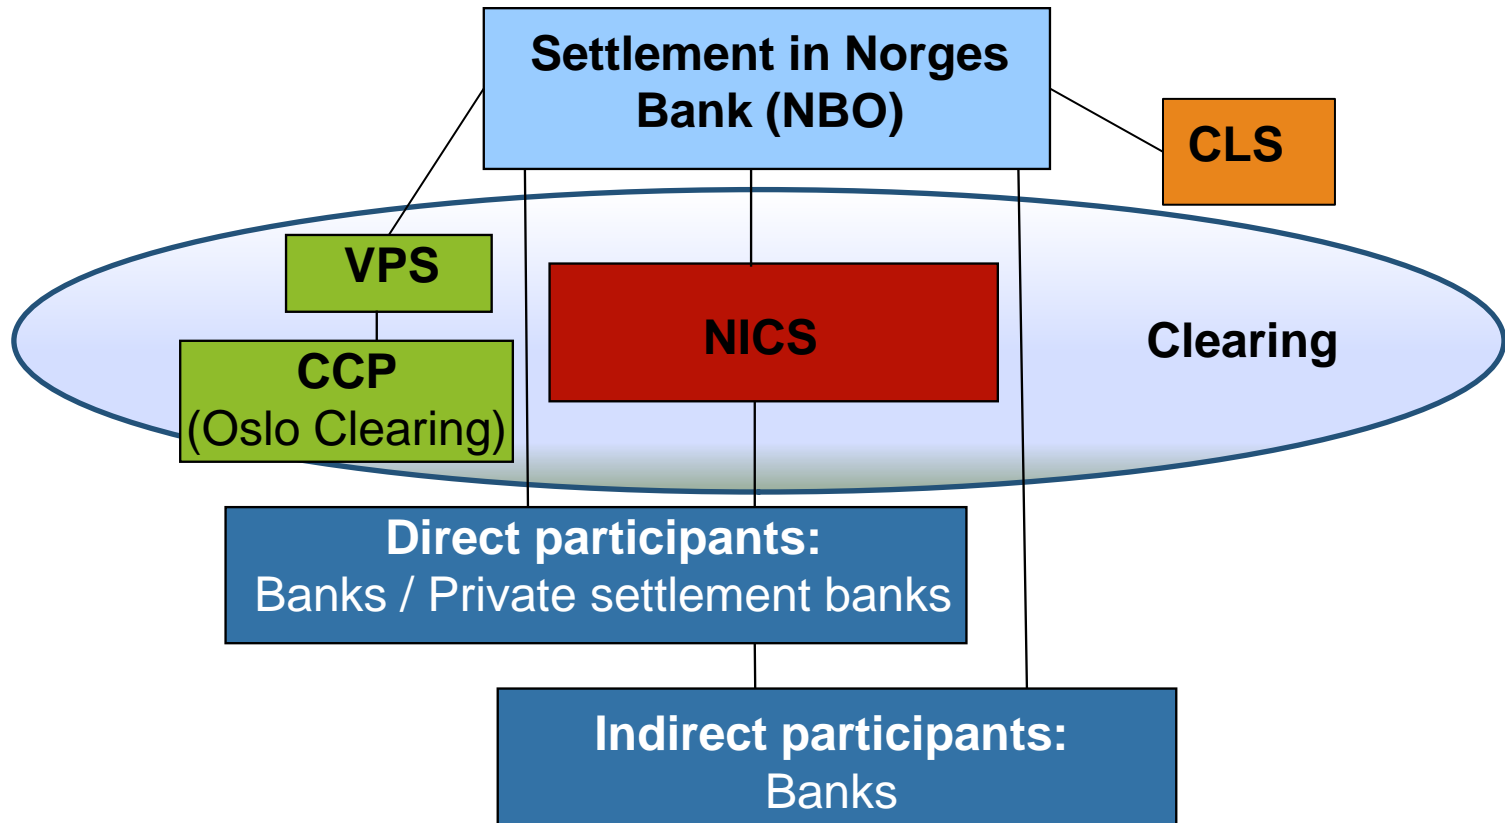 Settlement in Norges
Bank (NBO)
CLS
VPS
NICS
Clearing
CCP
(Oslo Clearing)
Direct participants:
Banks / Private settlement banks
Indirect participants:
Banks